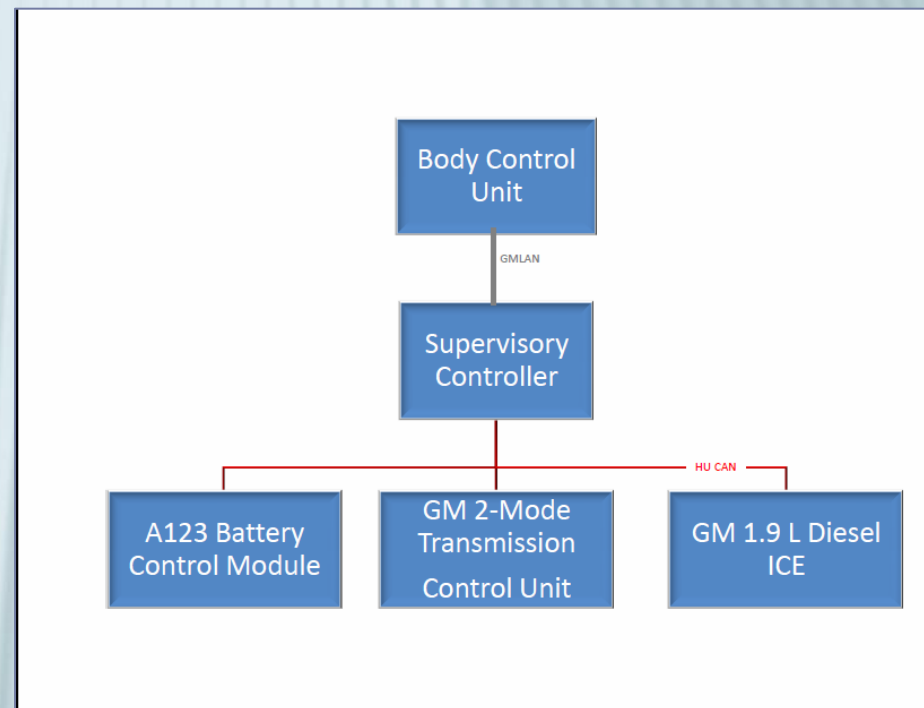 Body Control
Unit
GMLAN
Supervisory
Controller
HU CAN
A123 Battery
Control Module
GM 2-Mode
Transmission
Control Unit
GM 1.9 L Diesel
ICE